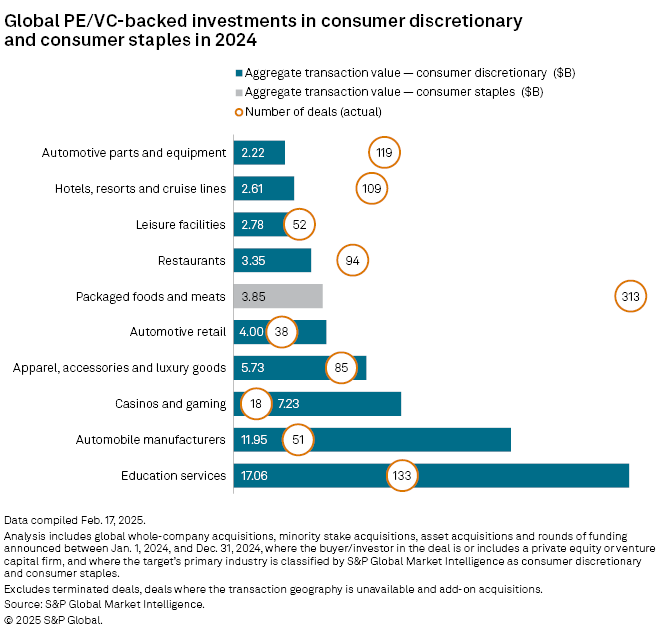 Global PE/VC-backed investments in consumer discretionary
and consumer staples in 2024
Aggregate transaction value — consumer discretionary ($B)
Aggregate transaction value — consumer staples ($B)
Number of deals (actual)
Automotive parts and equipment 2.22 119
Hotels, resorts and cruise lines 2.61 109
Leisure facilities 2.78 52
Restaurants 3.35 94
Packaged foods and meats 3.85 313
Automotive retail 4.00 38
Apparel, accessories and luxury goods 5.73 85
Casinos and gaming 18 7.23
Automobile manufacturers 11.95 51
Education services 17.06 133
Data compiled Feb. 17, 2025.
Analysis includes global whole-company acquisitions, minority stake acquisitions, asset acquisitions and rounds of funding
announced between Jan. 1, 2024, and Dec. 31, 2024, where the buyer/investor in the deal is or includes a private equity or venture
capital firm, and where the target's primary industry is classified by S&P Global Market Intelligence as consumer discretionary
and consumer staples.
Excludes terminated deals, deals where the transaction geography is unavailable and add-on acquisitions.
Source: S&P Global Market Intelligence.
© 2025 S&P Global.